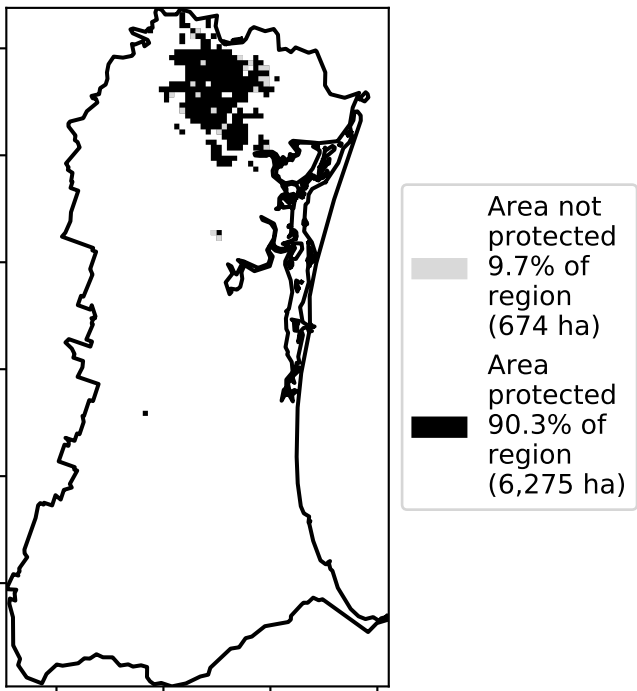 Area not
protected
9.7% of
region
(674 ha)
Area
protected
90.3% of
region
(6,275 ha)